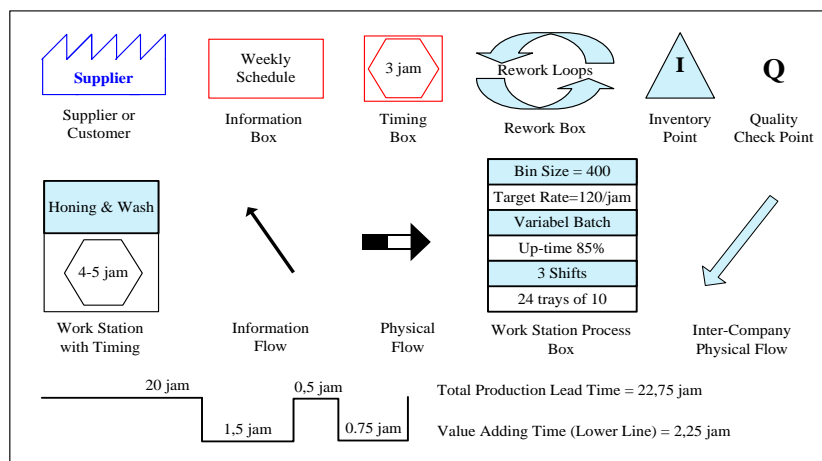 Supplier
Supplier or
Customer
Weekly
Schedule
Information
Box
3 jam
Timing
Box
Rework Loops
Rework Box
I
Inventory
Point
Q
Quality
Check Point
Honing & Wash
4-5 jam
Work Station
with Timing
Information
Flow
Physical
Flow
Bin Size = 400
Target Rate=120/jam
Variabel Batch
Up-time 85%
3 Shifts
24 trays of 10
Work Station Process
Box
Inter-Company
Physical Flow
20 jam
1,5 jam
0,5 jam
0.75 jam
Total Production Lead Time = 22,75 jam
Value Adding Time (Lower Line) = 2,25 jam